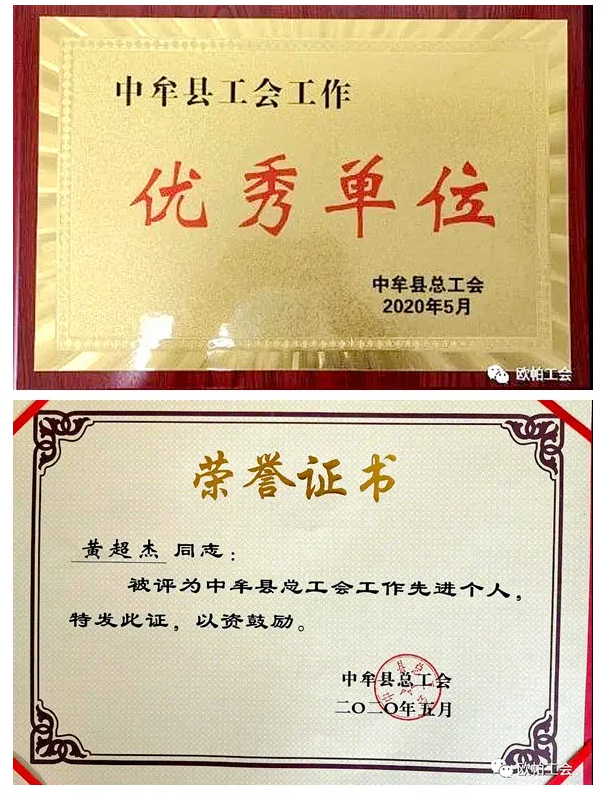 中牟县工会工作
优秀单位
中牟县总工会
2020年5月
欧帕工会
荣誉证书
黄超杰 同志：
被评为中牟县总工会工作先进个人，
特发此证，以资鼓励。
中牟县总工会
二〇二〇年五月
欧帕工会